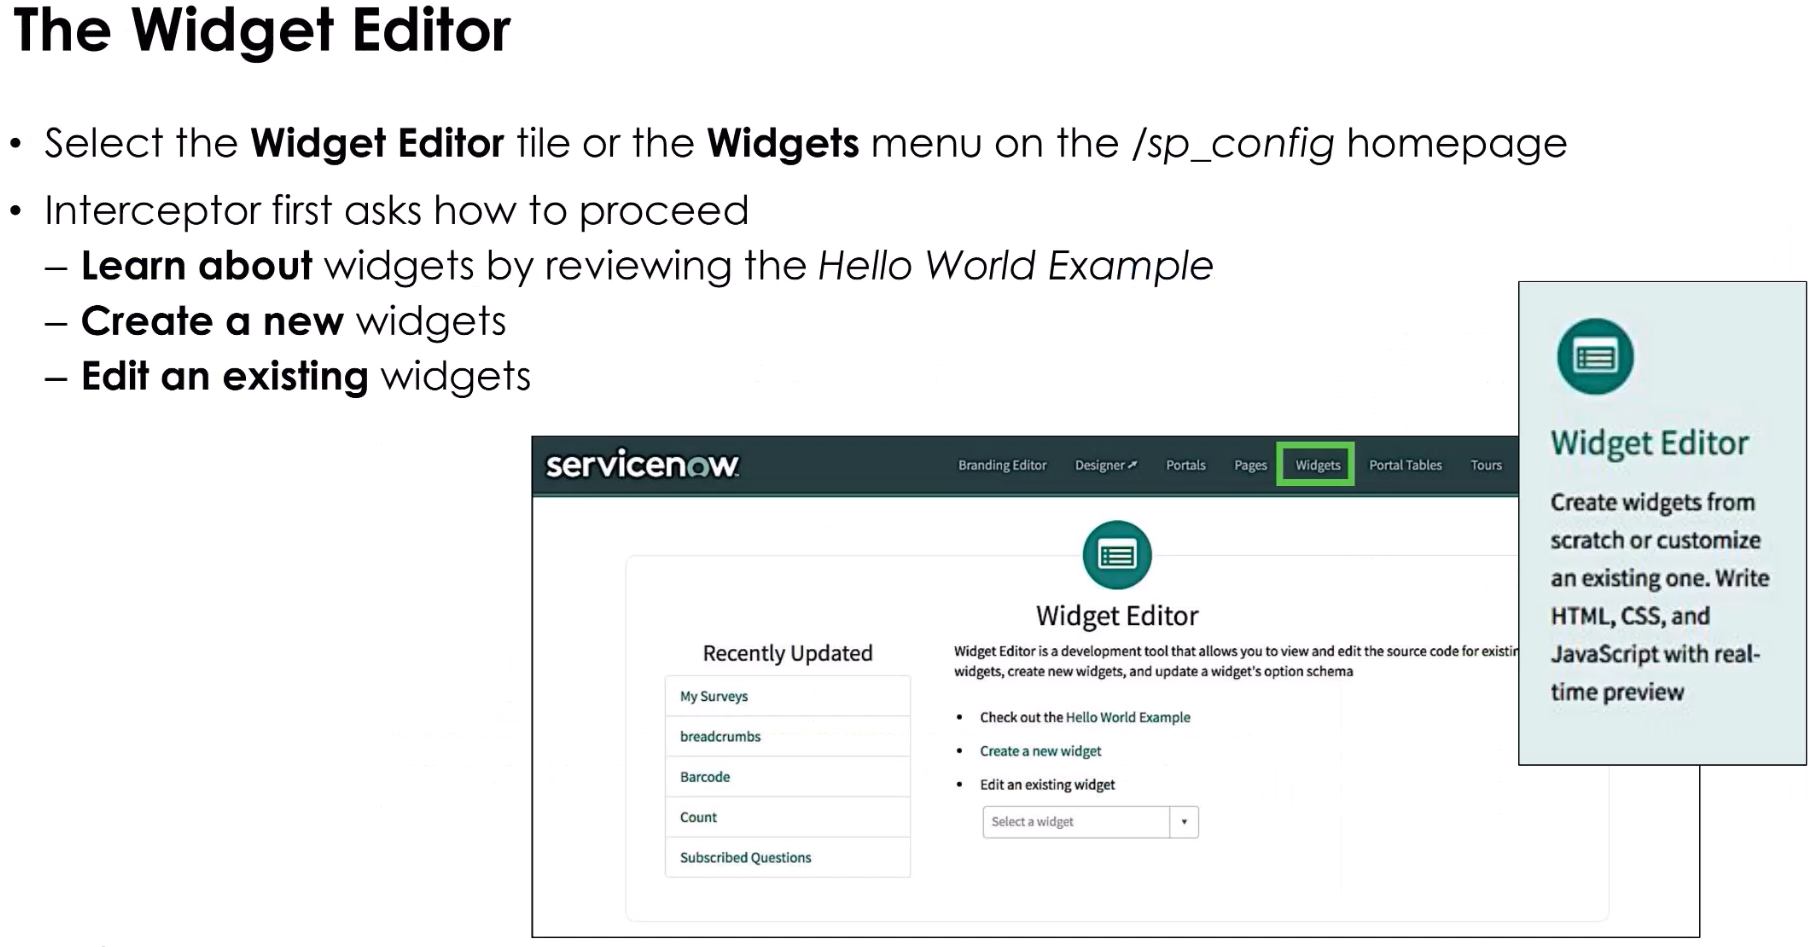 The Widget Editor
• Select the Widget Editor tile or the Widgets menu on the /sp_config homepage
• Interceptor first asks how to proceed
– Learn about widgets by reviewing the Hello World Example
– Create a new widgets
– Edit an existing widgets
servicenow
Branding Editor Designer Portals Pages Widgets Portal Tables Tours
Widget Editor
Recently Updated
My Surveys
breadcrumbs
Barcode
Count
Subscribed Questions
Widget Editor is a development tool that allows you to view and edit the source code for existin
widgets, create new widgets, and update a widget's option schema
• Check out the Hello World Example
• Create a new widget
• Edit an existing widget
Select a widget
Widget Editor
Create widgets from
scratch or customize
an existing one. Write
HTML, CSS, and
JavaScript with real-
time preview